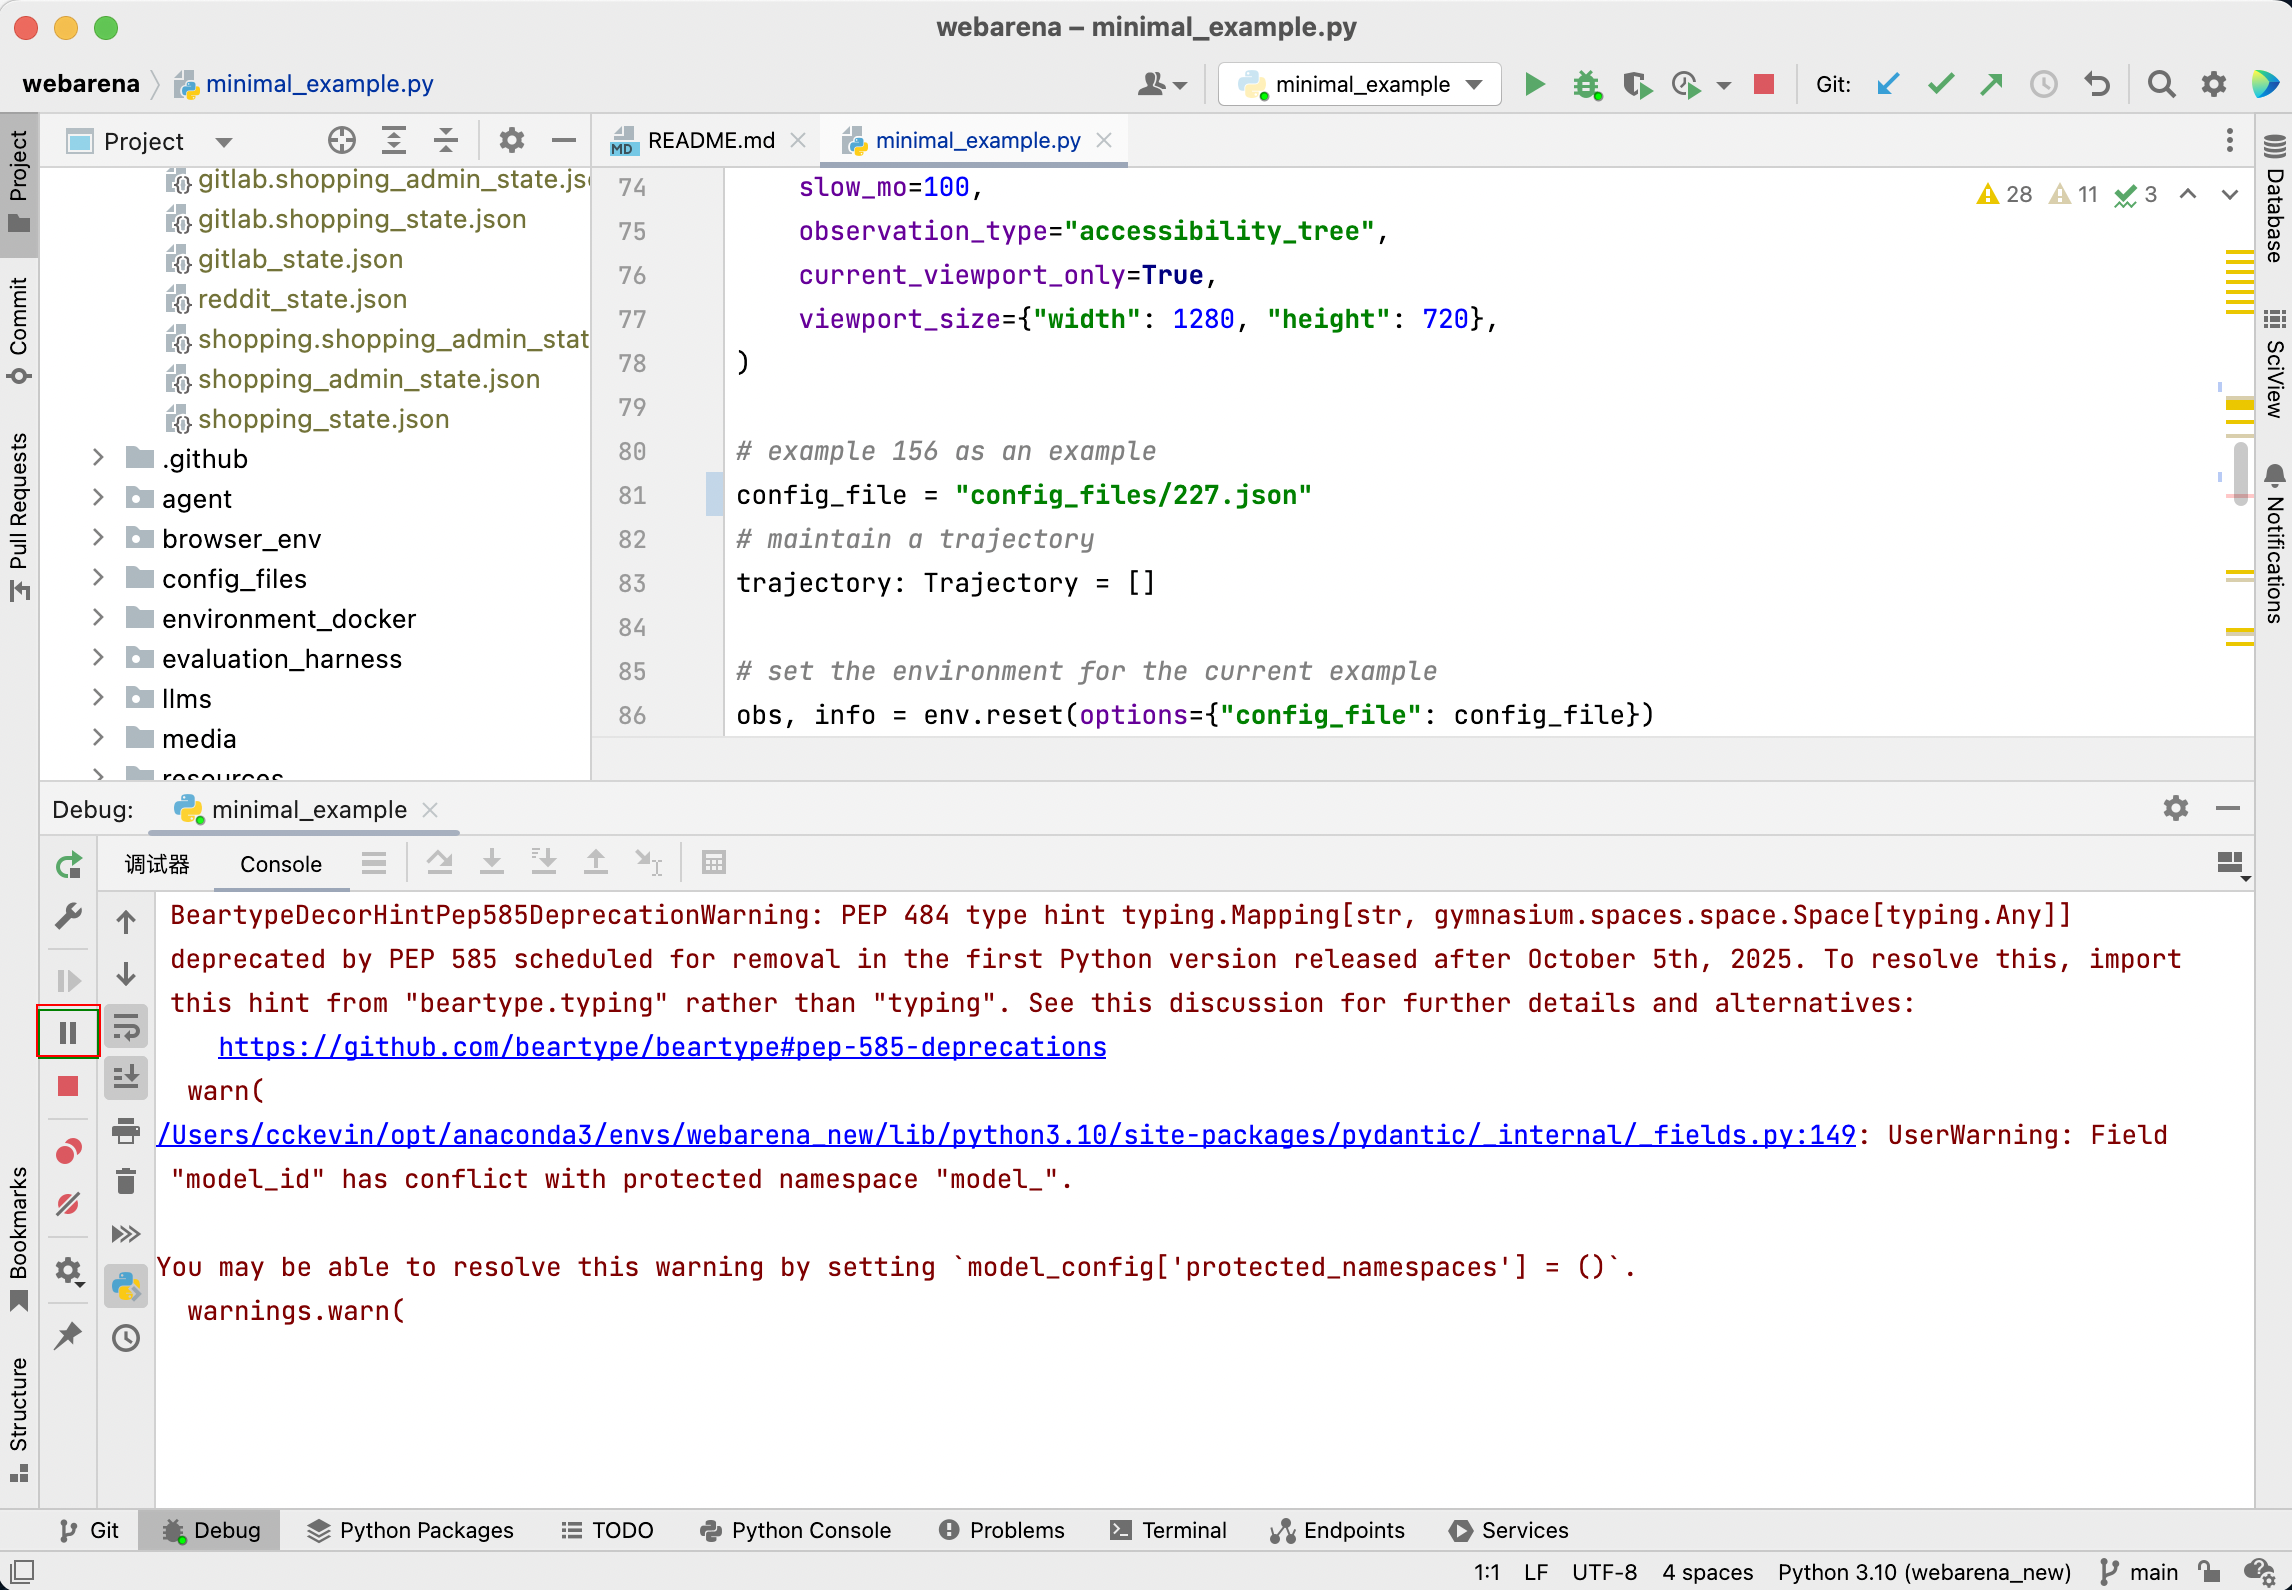 webarena – minimal_example.py
webarena
minimal_example.py
minimal_example
Git:
Project
Commit
Pull Requests
Bookmarks
Structure
Project
gitlab.shopping_admin_state.js
gitlab.shopping_state.json
gitlab_state.json
reddit_state.json
shopping.shopping_admin_stat
shopping_admin_state.json
shopping_state.json
.github
agent
browser_env
config_files
environment_docker
evaluation_harness
llms
media
resources
MD README.md
minimal_example.py
28 11 3
74 slow_mo=100,
75 observation_type="accessibility_tree",
76 current_viewport_only=True,
77 viewport_size={"width": 1280, "height": 720},
78 )
79
80 # example 156 as an example
81 config_file = "config_files/227.json"
82 # maintain a trajectory
83 trajectory: Trajectory = []
84
85 # set the environment for the current example
86 obs, info = env.reset(options={"config_file": config_file})
Database
SciView
Notifications
Debug:
minimal_example
调试器
Console
BeartypeDecorHintPep585DeprecationWarning: PEP 484 type hint typing.Mapping[str, gymnasium.spaces.space.Space[typing.Any]]
deprecated by PEP 585 scheduled for removal in the first Python version released after October 5th, 2025. To resolve this, import
this hint from "beartype.typing" rather than "typing". See this discussion for further details and alternatives:
https://github.com/beartype/beartype#pep-585-deprecations
warn(
/Users/cckevin/opt/anaconda3/envs/webarena_new/lib/python3.10/site-packages/pydantic/_internal/_fields.py:149: UserWarning: Field
"model_id" has conflict with protected namespace "model_".
You may be able to resolve this warning by setting `model_config['protected_namespaces'] = ()`.
warnings.warn(
Git
Debug
Python Packages
TODO
Python Console
Problems
Terminal
Endpoints
Services
1:1 LF UTF-8 4 spaces Python 3.10 (webarena_new) main